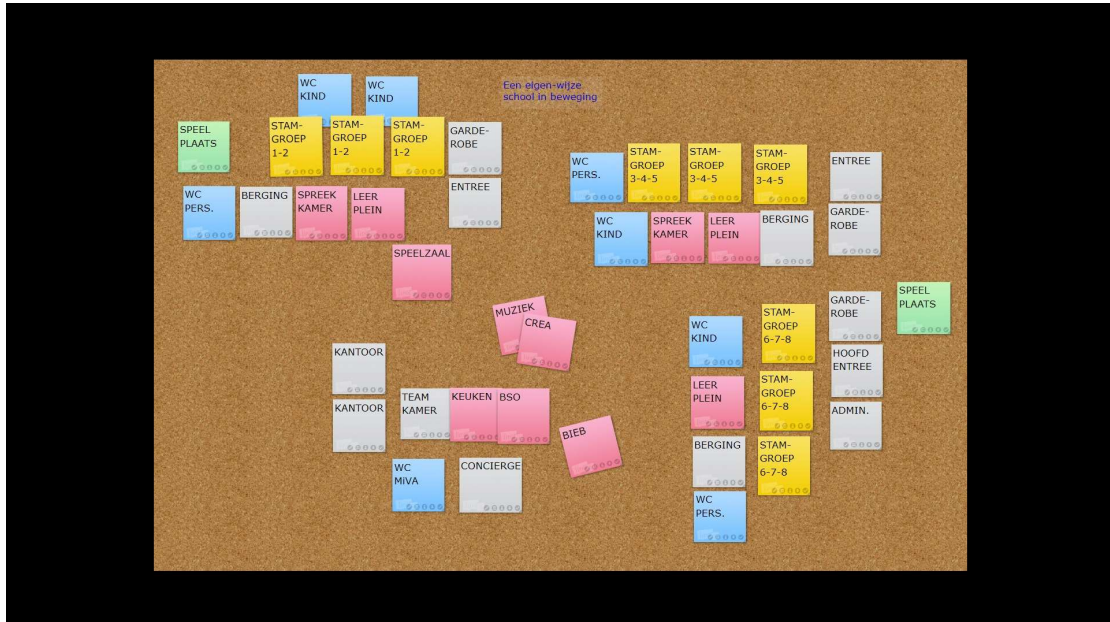 WC
KIND
WC
KIND
Een eigen-wijze
school in beweging
SPEEL
PLAATS
STAM-
GROEP
1-2
STAM-
GROEP
1-2
STAM-
GROEP
1-2
GARDE-
ROBE
WC
PERS.
BERGING
SPREEK
KAMER
LEER
PLEIN
ENTREE
SPEELZAAL
WC
PERS.
STAM-
GROEP
3-4-5
STAM-
GROEP
3-4-5
STAM-
GROEP
3-4-5
ENTREE
WC
KIND
SPREEK
KAMER
LEER
PLEIN
BERGING
GARDE-
ROBE
MUZIEK
CREA
KANTOOR
KANTOOR
TEAM
KAMER
KEUKEN
BSO
BIEB
WC
MiVA
CONCIERGE
WC
KIND
STAM-
GROEP
6-7-8
GARDE-
ROBE
SPEEL
PLAATS
LEER
PLEIN
STAM-
GROEP
6-7-8
HOOFD
ENTREE
BERGING
STAM-
GROEP
6-7-8
ADMIN.
WC
PERS.